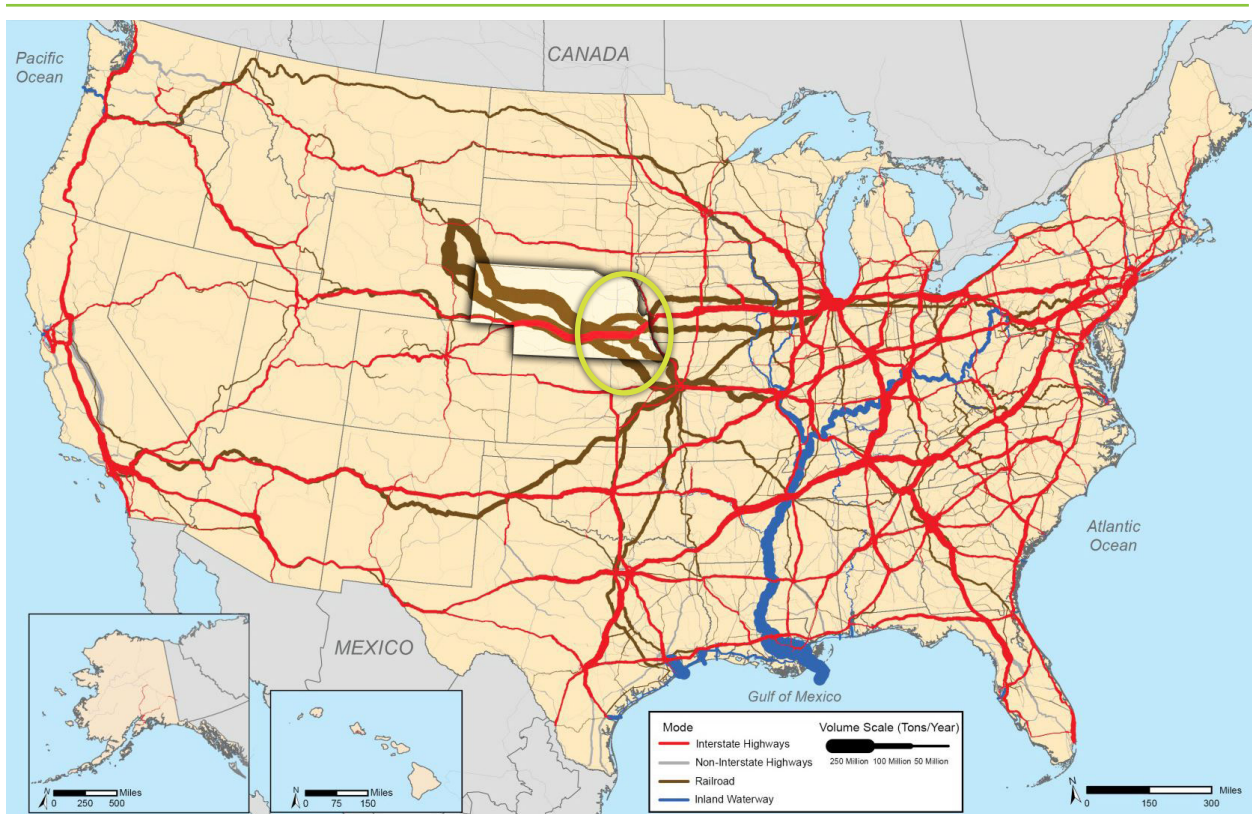 Pacific
Ocean
CANADA
Atlantic
Ocean
MEXICO
Gulf of Mexico
Mode
Interstate Highways
Non-Interstate Highways
Railroad
Inland Waterway
Volume Scale (Tons/Year)
250 Million 100 Million 50 Million
N
Miles
0 250 500
N
Miles
0 75 150
N
Miles
0 150 300